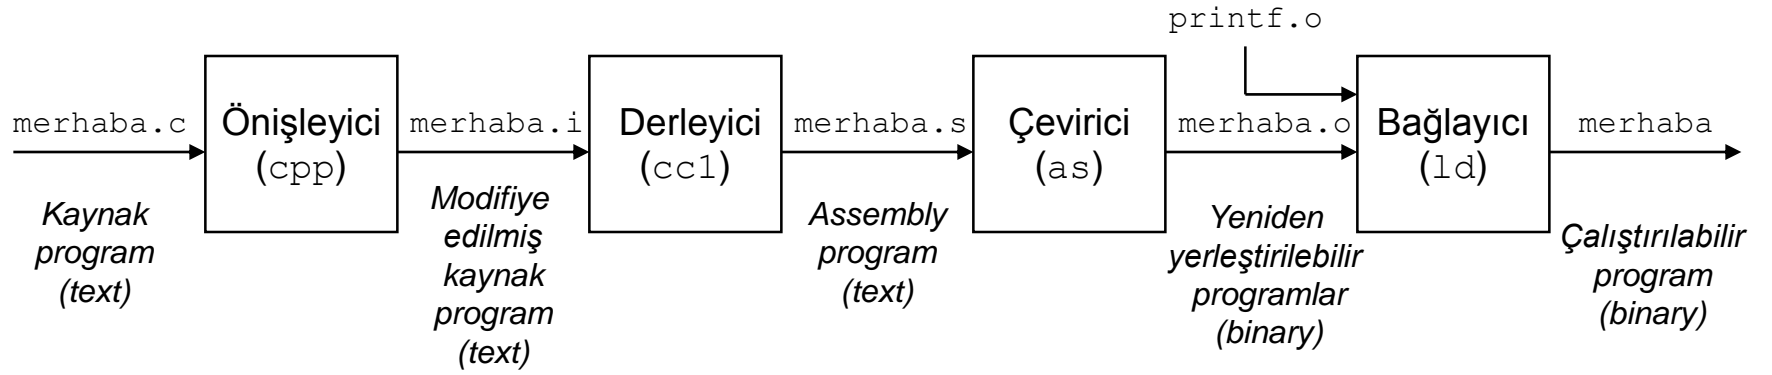 printf.o
merhaba.c
Önişleyici
(cpp)
merhaba.i
Derleyici
(cc1)
merhaba.s
Çevirici
(as)
merhaba.o
Bağlayıcı
(ld)
merhaba
Kaynak
program
(text)
Modifiye
edilmiş
kaynak
program
(text)
Assembly
program
(text)
Yeniden
yerleştirilebilir
programlar
(binary)
Çalıştırılabilir
program
(binary)